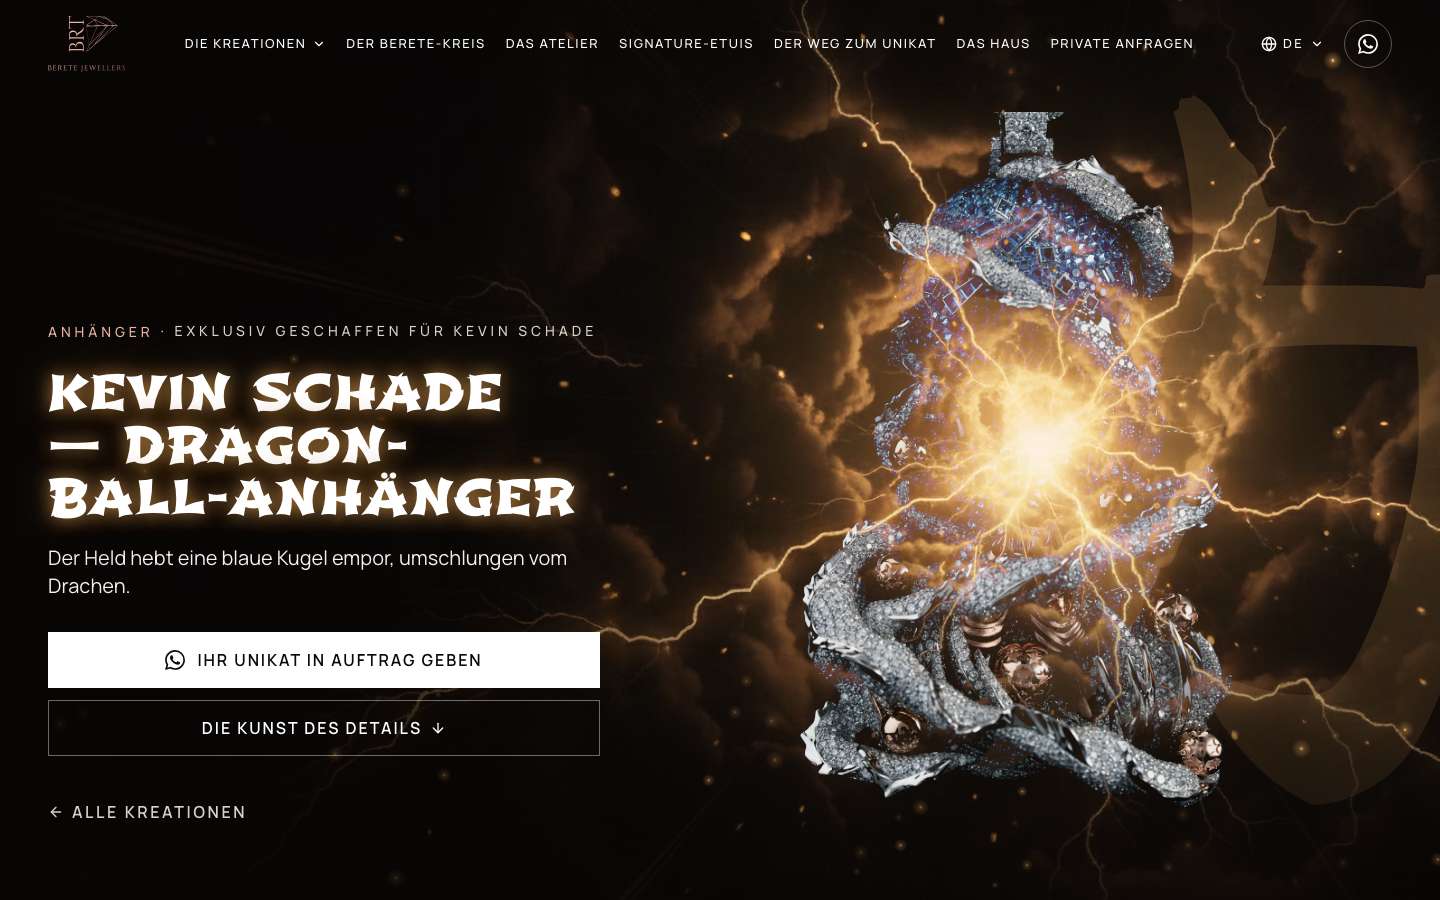 BRT
BERETE JEWELLERS
DIE KREATIONEN
DER BERETE-KREIS
DAS ATELIER
SIGNATURE-ETUIS
DER WEG ZUM UNIKAT
DAS HAUS
PRIVATE ANFRAGEN
DE
ANHÄNGER · EXKLUSIV GESCHAFFEN FÜR KEVIN SCHADE
KEVIN SCHADE
— DRAGON-
BALL-ANHÄNGER
Der Held hebt eine blaue Kugel empor, umschlungen vom
Drachen.
IHR UNIKAT IN AUFTRAG GEBEN
DIE KUNST DES DETAILS ↓
← ALLE KREATIONEN